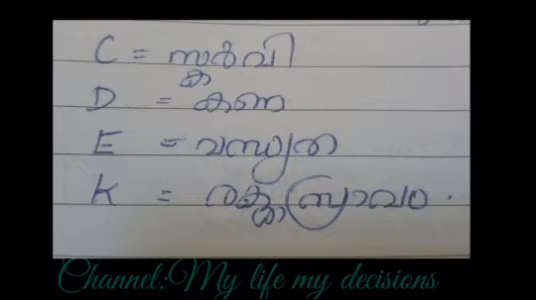 C = സ്കർവി
D = കണ
E = വന്ധ്യത
K = രക്തസ്രാവം .
Channel:My life my decisions